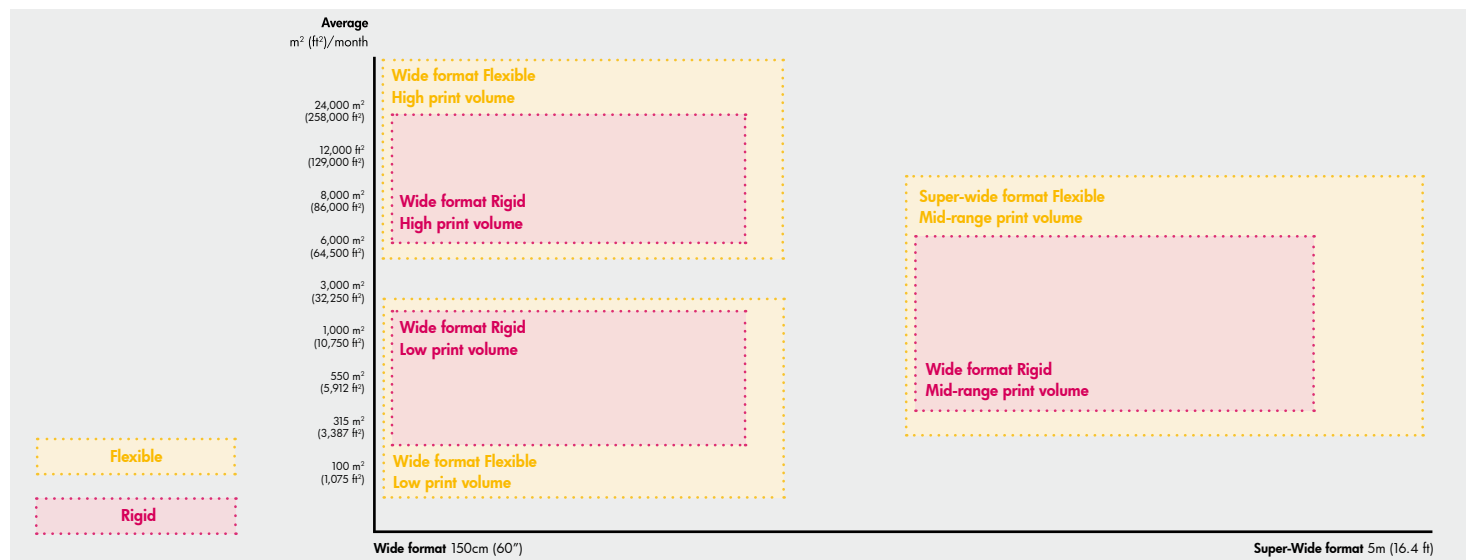 Average
m² (ft²)/month
24,000 m²
(258,000 ft²)
12,000 ft²
(129,000 ft²)
8,000 m²
(86,000 ft²)
6,000 m²
(64,500 ft²)
3,000 m²
(32,250 ft²)
1,000 m²
(10,750 ft²)
550 m²
(5,912 ft²)
315 m²
(3,387 ft²)
100 m²
(1,075 ft²)
Wide format Flexible
High print volume
Wide format Rigid
High print volume
Wide format Rigid
Low print volume
Wide format Flexible
Low print volume
Super-wide format Flexible
Mid-range print volume
Wide format Rigid
Mid-range print volume
Flexible
Rigid
Wide format 150cm (60”)
Super-Wide format 5m (16.4 ft)